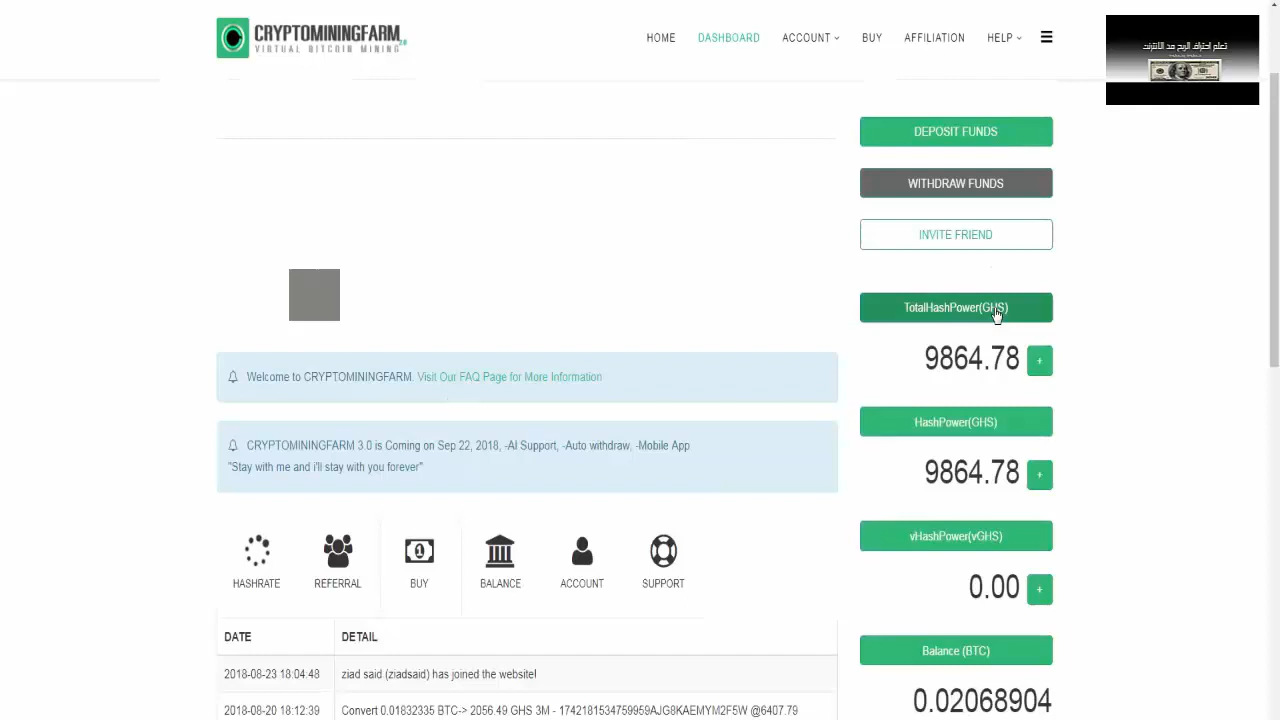 CRYPTOMININGFARM
VIRTUAL BITCOIN MINING
HOME
DASHBOARD
ACCOUNT
BUY
AFFILIATION
HELP
تعلم احتراف الربح مد الانترنت
DEPOSIT FUNDS
WITHDRAW FUNDS
INVITE FRIEND
TotalHashPower(GHS)
9864.78 +
Welcome to CRYPTOMININGFARM. Visit Our FAQ Page for More Information
HashPower(GHS)
9864.78 +
CRYPTOMININGFARM 3.0 is Coming on Sep 22, 2018, -AI Support, -Auto withdraw, -Mobile App
"Stay with me and i'll stay with you forever"
vHashPower(vGHS)
0.00 +
HASHRATE
REFERRAL
BUY
BALANCE
ACCOUNT
SUPPORT
DATE DETAIL
2018-08-23 18:04:48 ziad said (ziadsaid) has joined the website!
2018-08-20 18:12:39 Convert 0.01832335 BTC-> 2056.49 GHS 3M - 1742181534759959AJG8KAEMYM2F5W @6407.79
Balance (BTC)
0.02068904